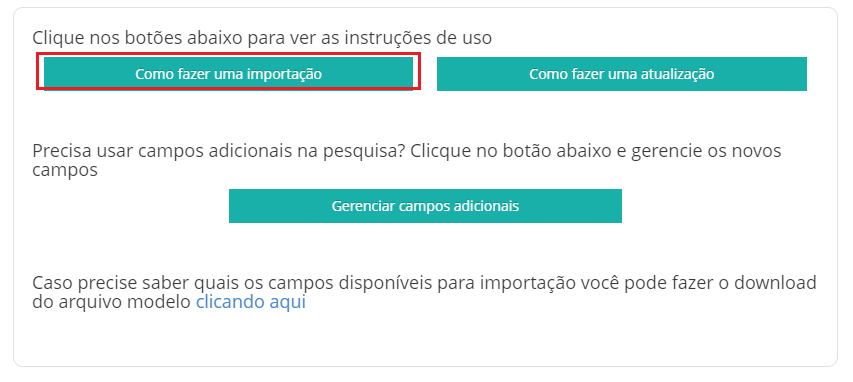 Clique nos botões abaixo para ver as instruções de uso
Como fazer uma importação
Como fazer uma atualização
Precisa usar campos adicionais na pesquisa? Clicque no botão abaixo e gerencie os novos
campos
Gerenciar campos adicionais
Caso precise saber quais os campos disponíveis para importação você pode fazer o download
do arquivo modelo clicando aqui